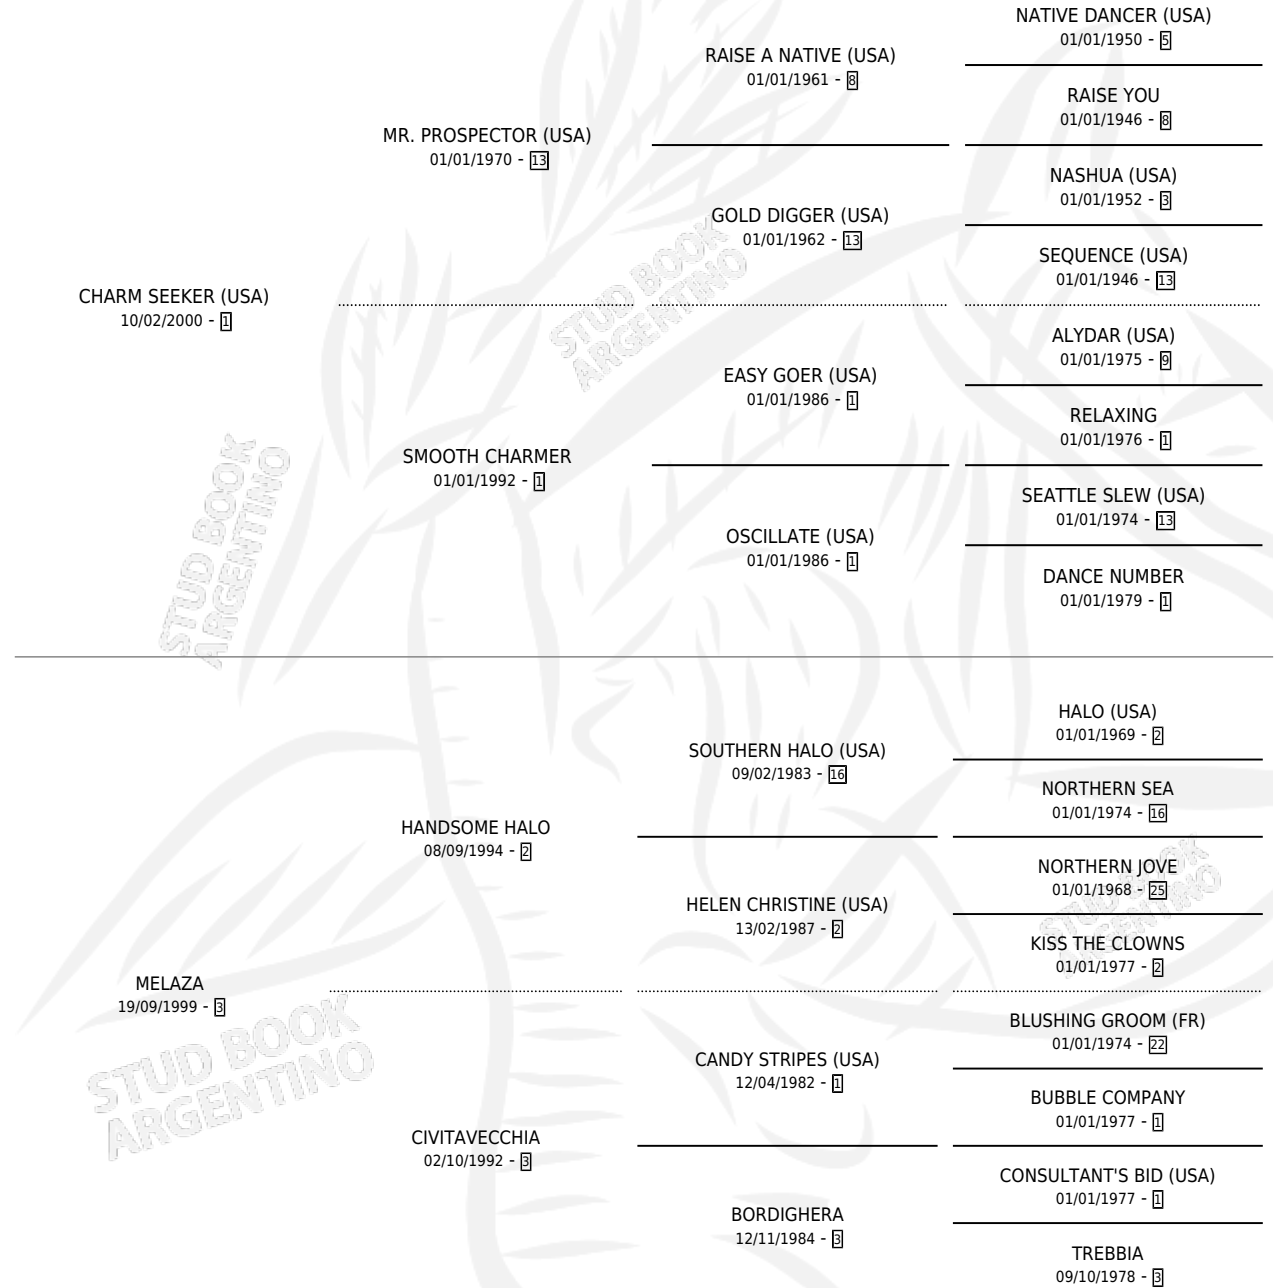 NATIVE DANCER (USA)
01/01/1950 - 5
RAISE A NATIVE (USA)
01/01/1961 - 8
RAISE YOU
01/01/1946 - 8
MR. PROSPECTOR (USA)
01/01/1970 - 13
NASHUA (USA)
01/01/1952 - 3
GOLD DIGGER (USA)
01/01/1962 - 13
SEQUENCE (USA)
01/01/1946 - 13
CHARM SEEKER (USA)
10/02/2000 - 1
ALYDAR (USA)
01/01/1975 - 9
EASY GOER (USA)
01/01/1986 - 1
RELAXING
01/01/1976 - 1
SMOOTH CHARMER
01/01/1992 - 1
SEATTLE SLEW (USA)
01/01/1974 - 13
OSCILLATE (USA)
01/01/1986 - 1
DANCE NUMBER
01/01/1979 - 1
HALO (USA)
01/01/1969 - 2
SOUTHERN HALO (USA)
09/02/1983 - 16
NORTHERN SEA
01/01/1974 - 16
HANDSOME HALO
08/09/1994 - 2
NORTHERN JOVE
01/01/1968 - 25
HELEN CHRISTINE (USA)
13/02/1987 - 2
KISS THE CLOWNS
01/01/1977 - 2
MELAZA
19/09/1999 - 3
BLUSHING GROOM (FR)
01/01/1974 - 22
CANDY STRIPES (USA)
12/04/1982 - 1
BUBBLE COMPANY
01/01/1977 - 1
CIVITAVECCHIA
02/10/1992 - 3
CONSULTANT'S BID (USA)
01/01/1977 - 1
BORDIGHERA
12/11/1984 - 3
TREBBIA
09/10/1978 - 3
STUD BOOK
ARGENTINO
STUD BOOK
ARGENTINO
STUD BOOK
ARGENTINO
STUD BOOK
ARGENTINO